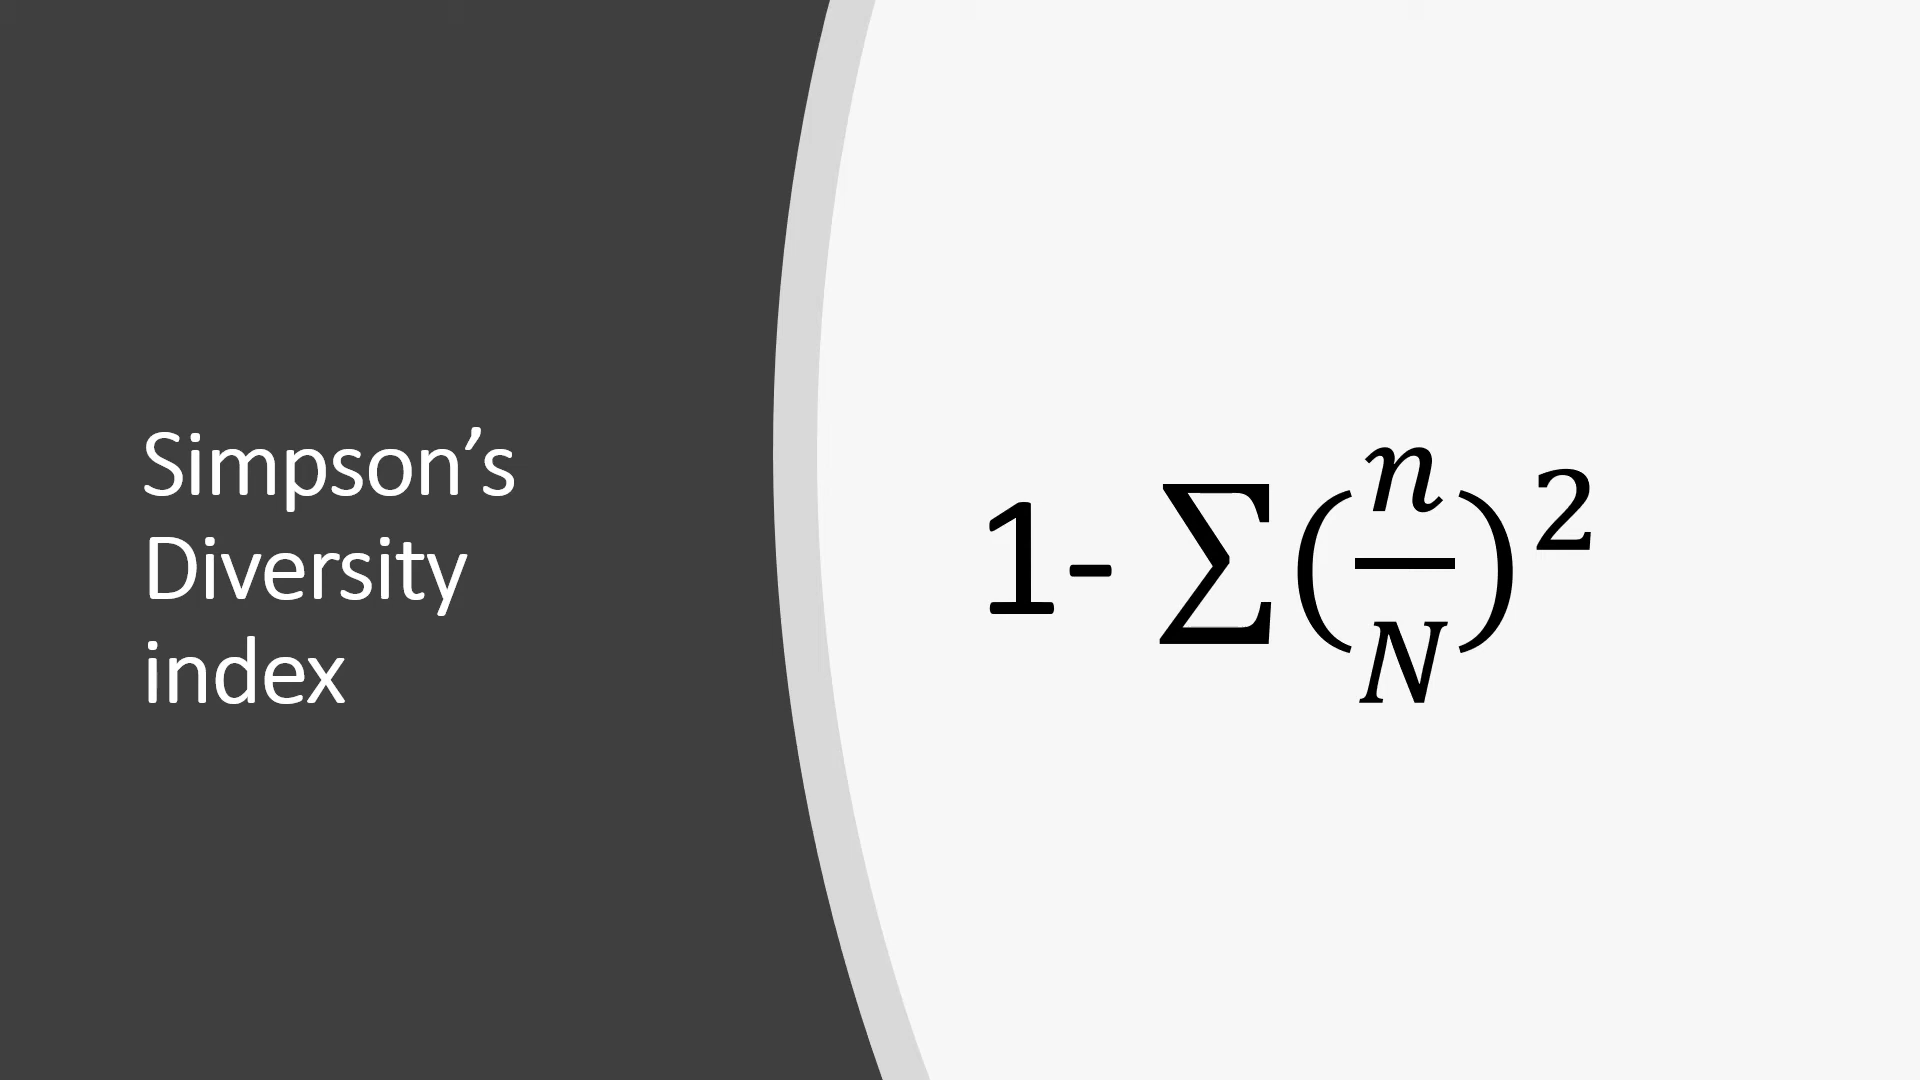 Simpson’s
Diversity
index
1- ∑(n/N)²